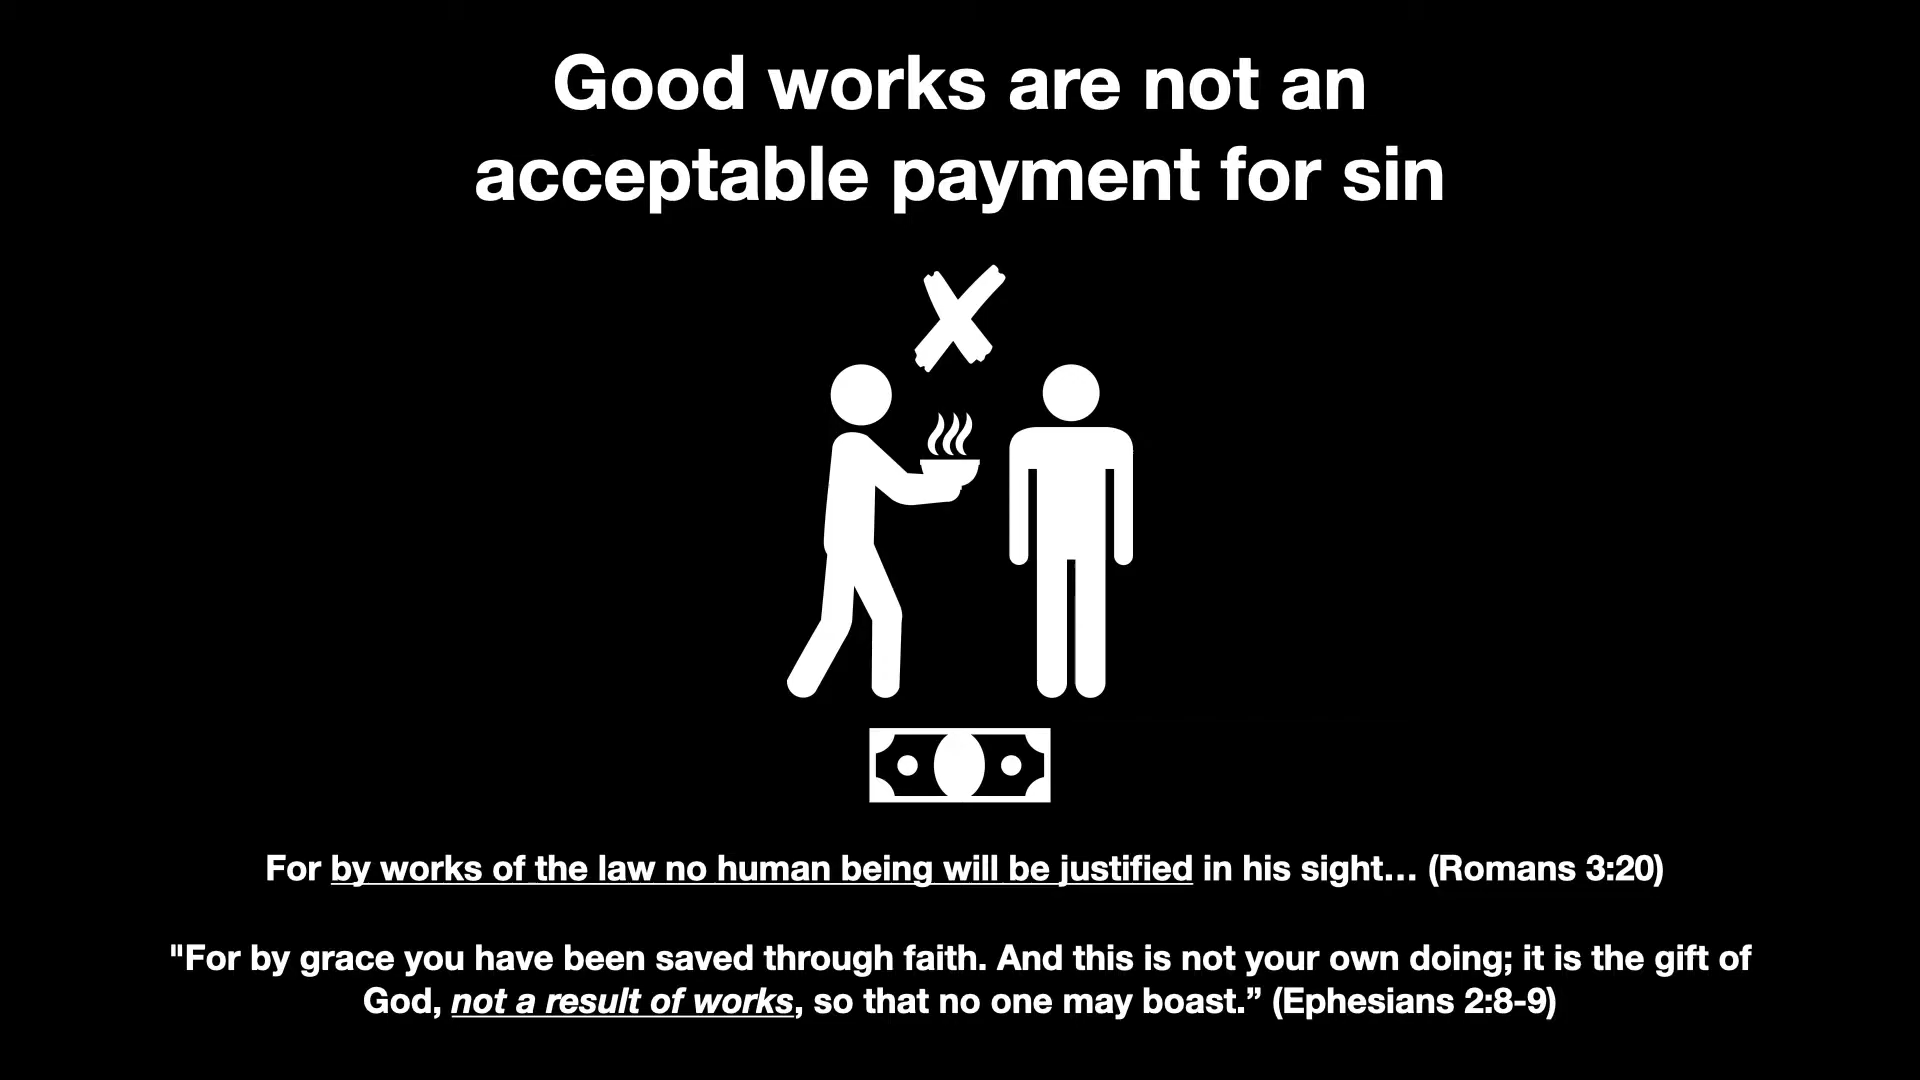 Good works are not an
acceptable payment for sin
For by works of the law no human being will be justified in his sight… (Romans 3:20)
"For by grace you have been saved through faith. And this is not your own doing; it is the gift of
God, not a result of works, so that no one may boast.” (Ephesians 2:8-9)